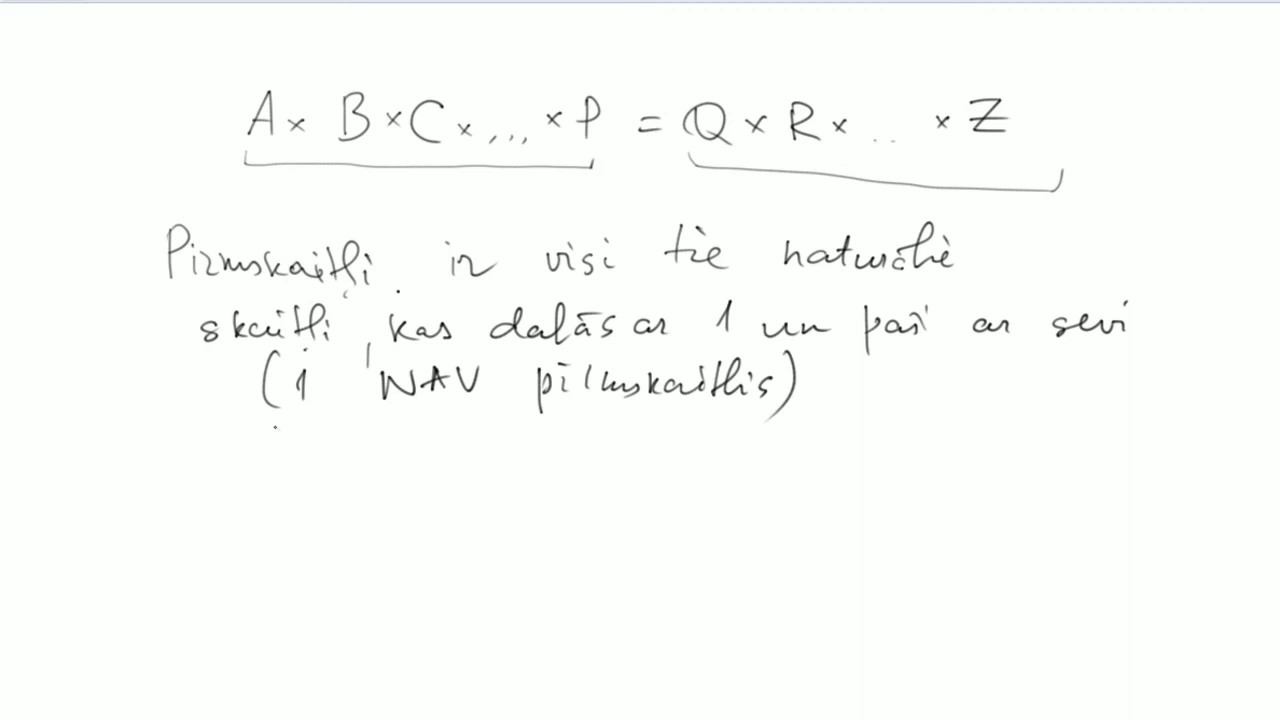 A × B × C × ... × P = Q × R × .. × Z
Pirmskaitļi ir visi tie naturālie
skaitļi, kas dalās ar 1 un paši ar sevi
(1 NAV pirmskaitlis)